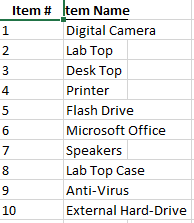 Item # tem Name
1 Digital Camera
2 Lab Top
3 Desk Top
4 Printer
5 Flash Drive
6 Microsoft Office
7 Speakers
8 Lab Top Case
9 Anti-Virus
10 External Hard-Drive